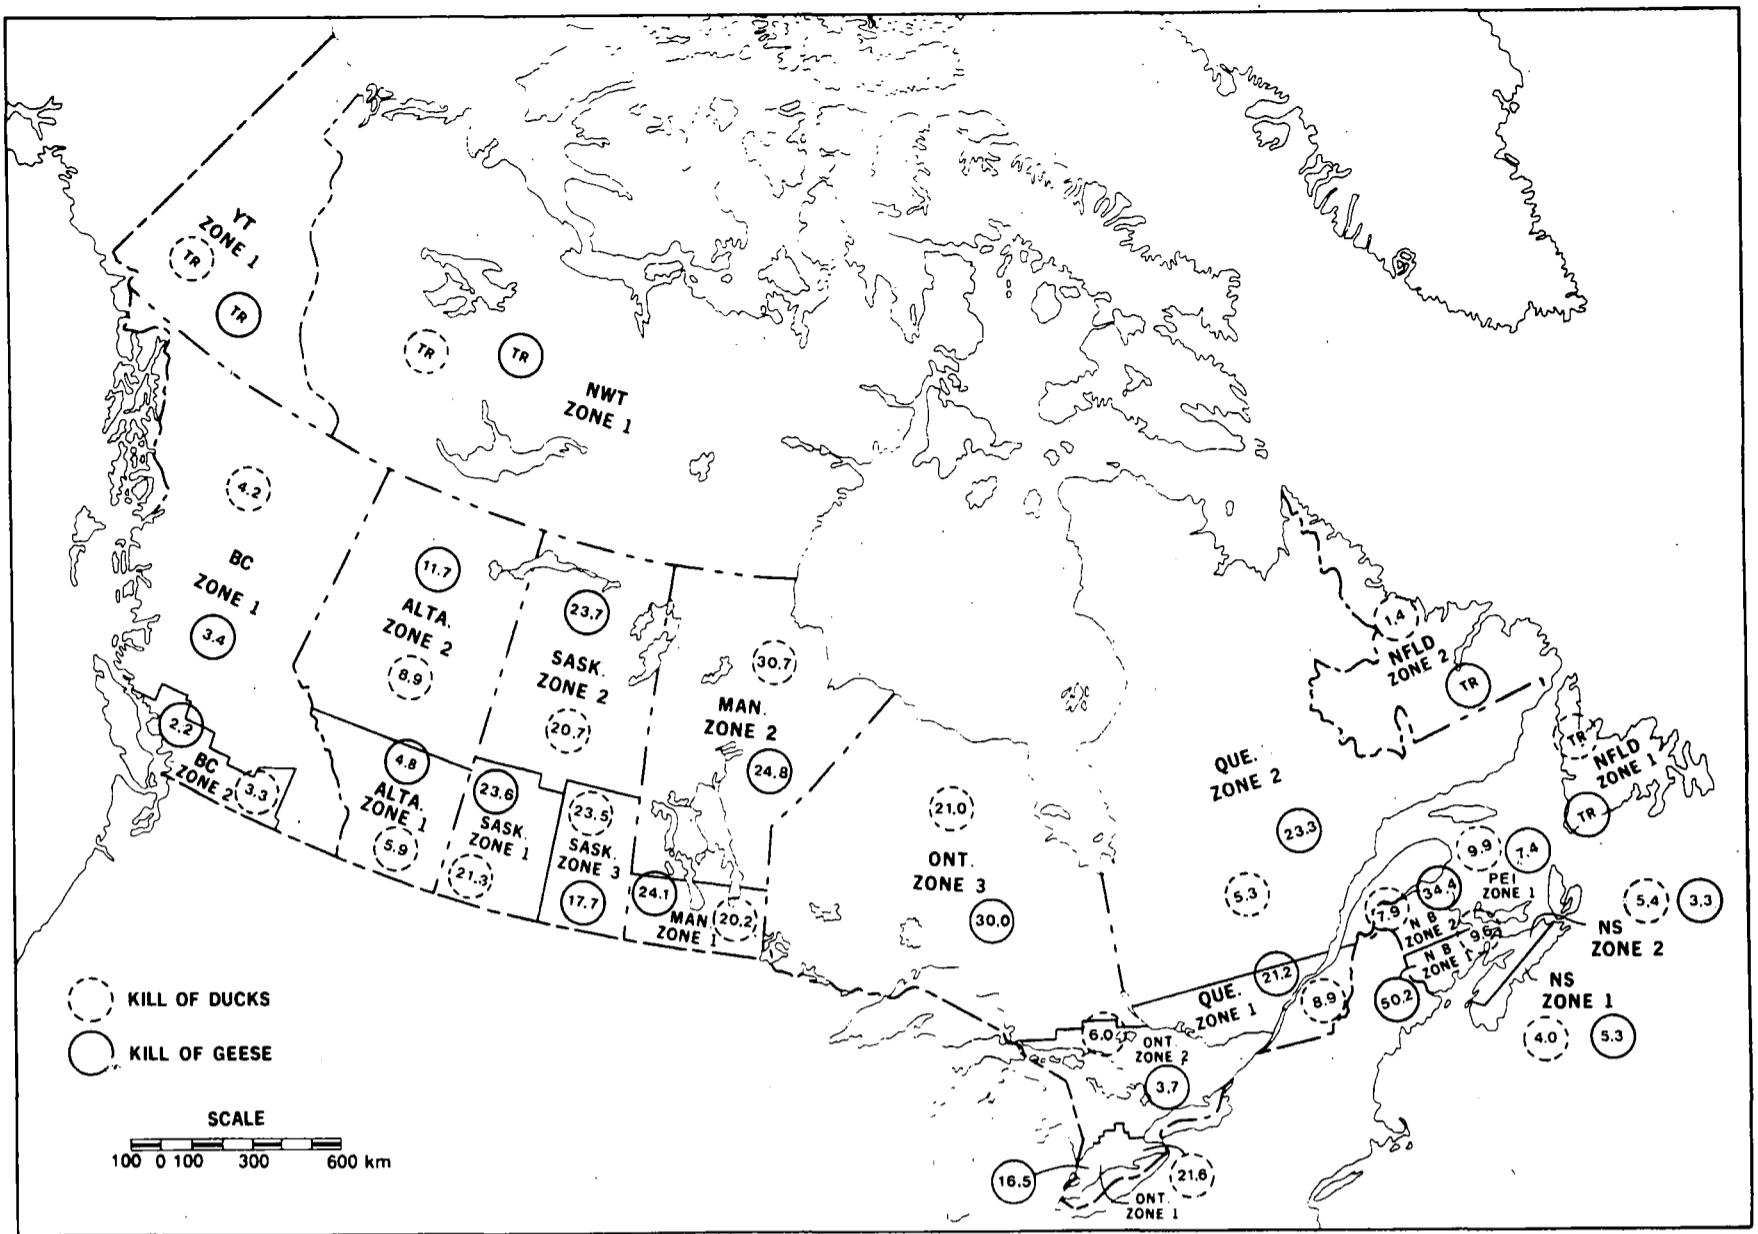 YT
ZONE 1
TR
TR
TR
TR
NWT
ZONE 1
4.2
BC
ZONE 1
3.4
11.7
ALTA.
ZONE 2
8.9
23.7
SASK.
ZONE 2
20.7
30.7
MAN.
ZONE 2
24.8
1.4
NFLD
ZONE 2
TR
2.2
BC
ZONE 2
3.3
4.8
ALTA.
ZONE 1
5.9
23.6
SASK.
ZONE 1
21.3
23.5
SASK.
ZONE 3
17.7
24.1
MAN.
ZONE 1
20.2
21.0
ONT.
ZONE 3
30.0
QUE.
ZONE 2
23.3
5.3
TR
NFLD
ZONE 1
TR
9.9
7.4
PEI
ZONE 1
34.4
7.9
N B
ZONE 2
9.6
N B
ZONE 1
50.2
5.4
3.3
NS
ZONE 2
NS
ZONE 1
4.0
5.3
21.2
QUE.
ZONE 1
8.9
6.0
ONT.
ZONE 2
3.7
16.5
21.6
ONT.
ZONE 1
KILL OF DUCKS
KILL OF GEESE
SCALE
100 0 100 300 600 km